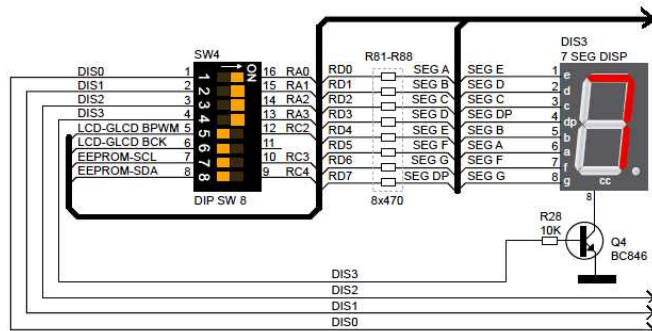 SW4
DIS0 1 16 RA0
DIS1 2 15 RA1
DIS2 3 14 RA2
DIS3 4 13 RA3
LCD-GLCD BPWM 5 12 RC2
LCD-GLCD BCK 6 11
EEPROM-SCL 7 10 RC3
EEPROM-SDA 8 9 RC4
1
2
3
4
5
6
7
8
ON
DIP SW 8
R81-R88
RD0 SEG A
RD1 SEG B
RD2 SEG C
RD3 SEG D
RD4 SEG E
RD5 SEG F
RD6 SEG G
RD7 SEG DP
8x470
DIS3
7 SEG DISP
SEG E 1 e
SEG D 2 d
SEG C 3 c
SEG DP 4 dp
SEG B 5 b
SEG A 6 a
SEG F 7 f
SEG G 8 g
cc
8
R28
10K
Q4
BC846
DIS3
DIS2
DIS1
DIS0